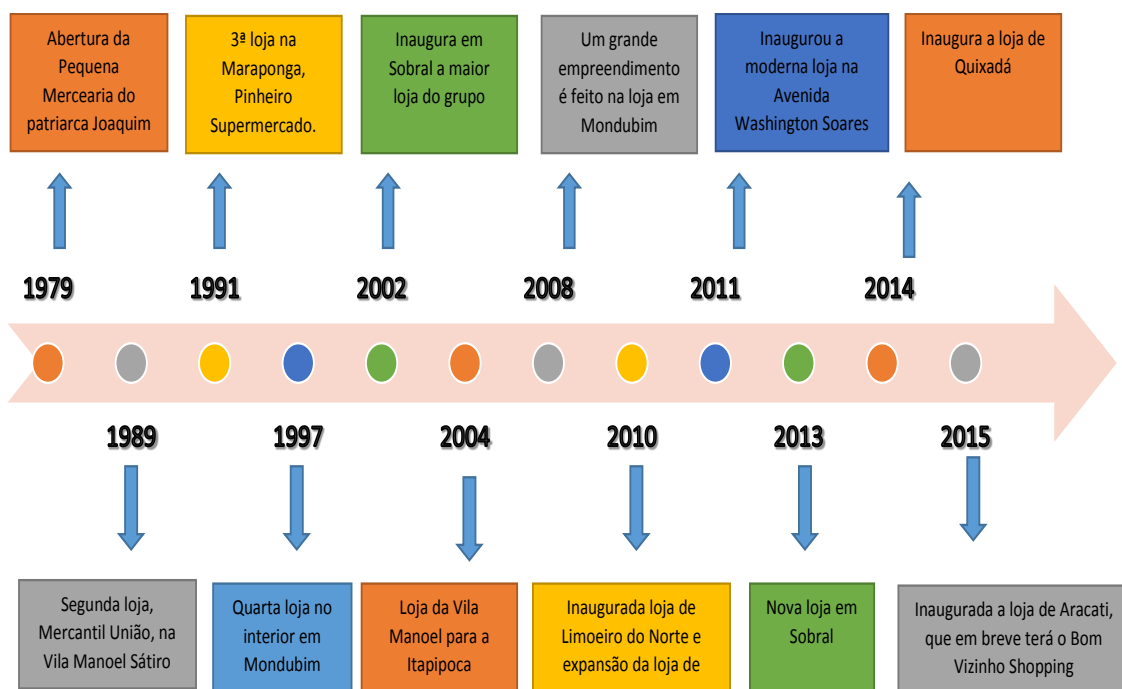 Abertura da
Pequena
Mercearia do
patriarca Joaquim
3ª loja na
Maraponga,
Pinheiro
Supermercado.
Inaugura em
Sobral a maior
loja do grupo
Um grande
empreendimento
é feito na loja em
Mondubim
Inaugurou a
moderna loja na
Avenida
Washington Soares
Inaugura a loja de
Quixadá
1979
1991
2002
2008
2011
2014
1989
1997
2004
2010
2013
2015
Segunda loja,
Mercantil União, na
Vila Manoel Sátiro
Quarta loja no
interior em
Mondubim
Loja da Vila
Manoel para a
Itapipoca
Inaugurada loja de
Limoeiro do Norte e
expansão da loja de
Nova loja em
Sobral
Inaugurada a loja de Aracati,
que em breve terá o Bom
Vizinho Shopping